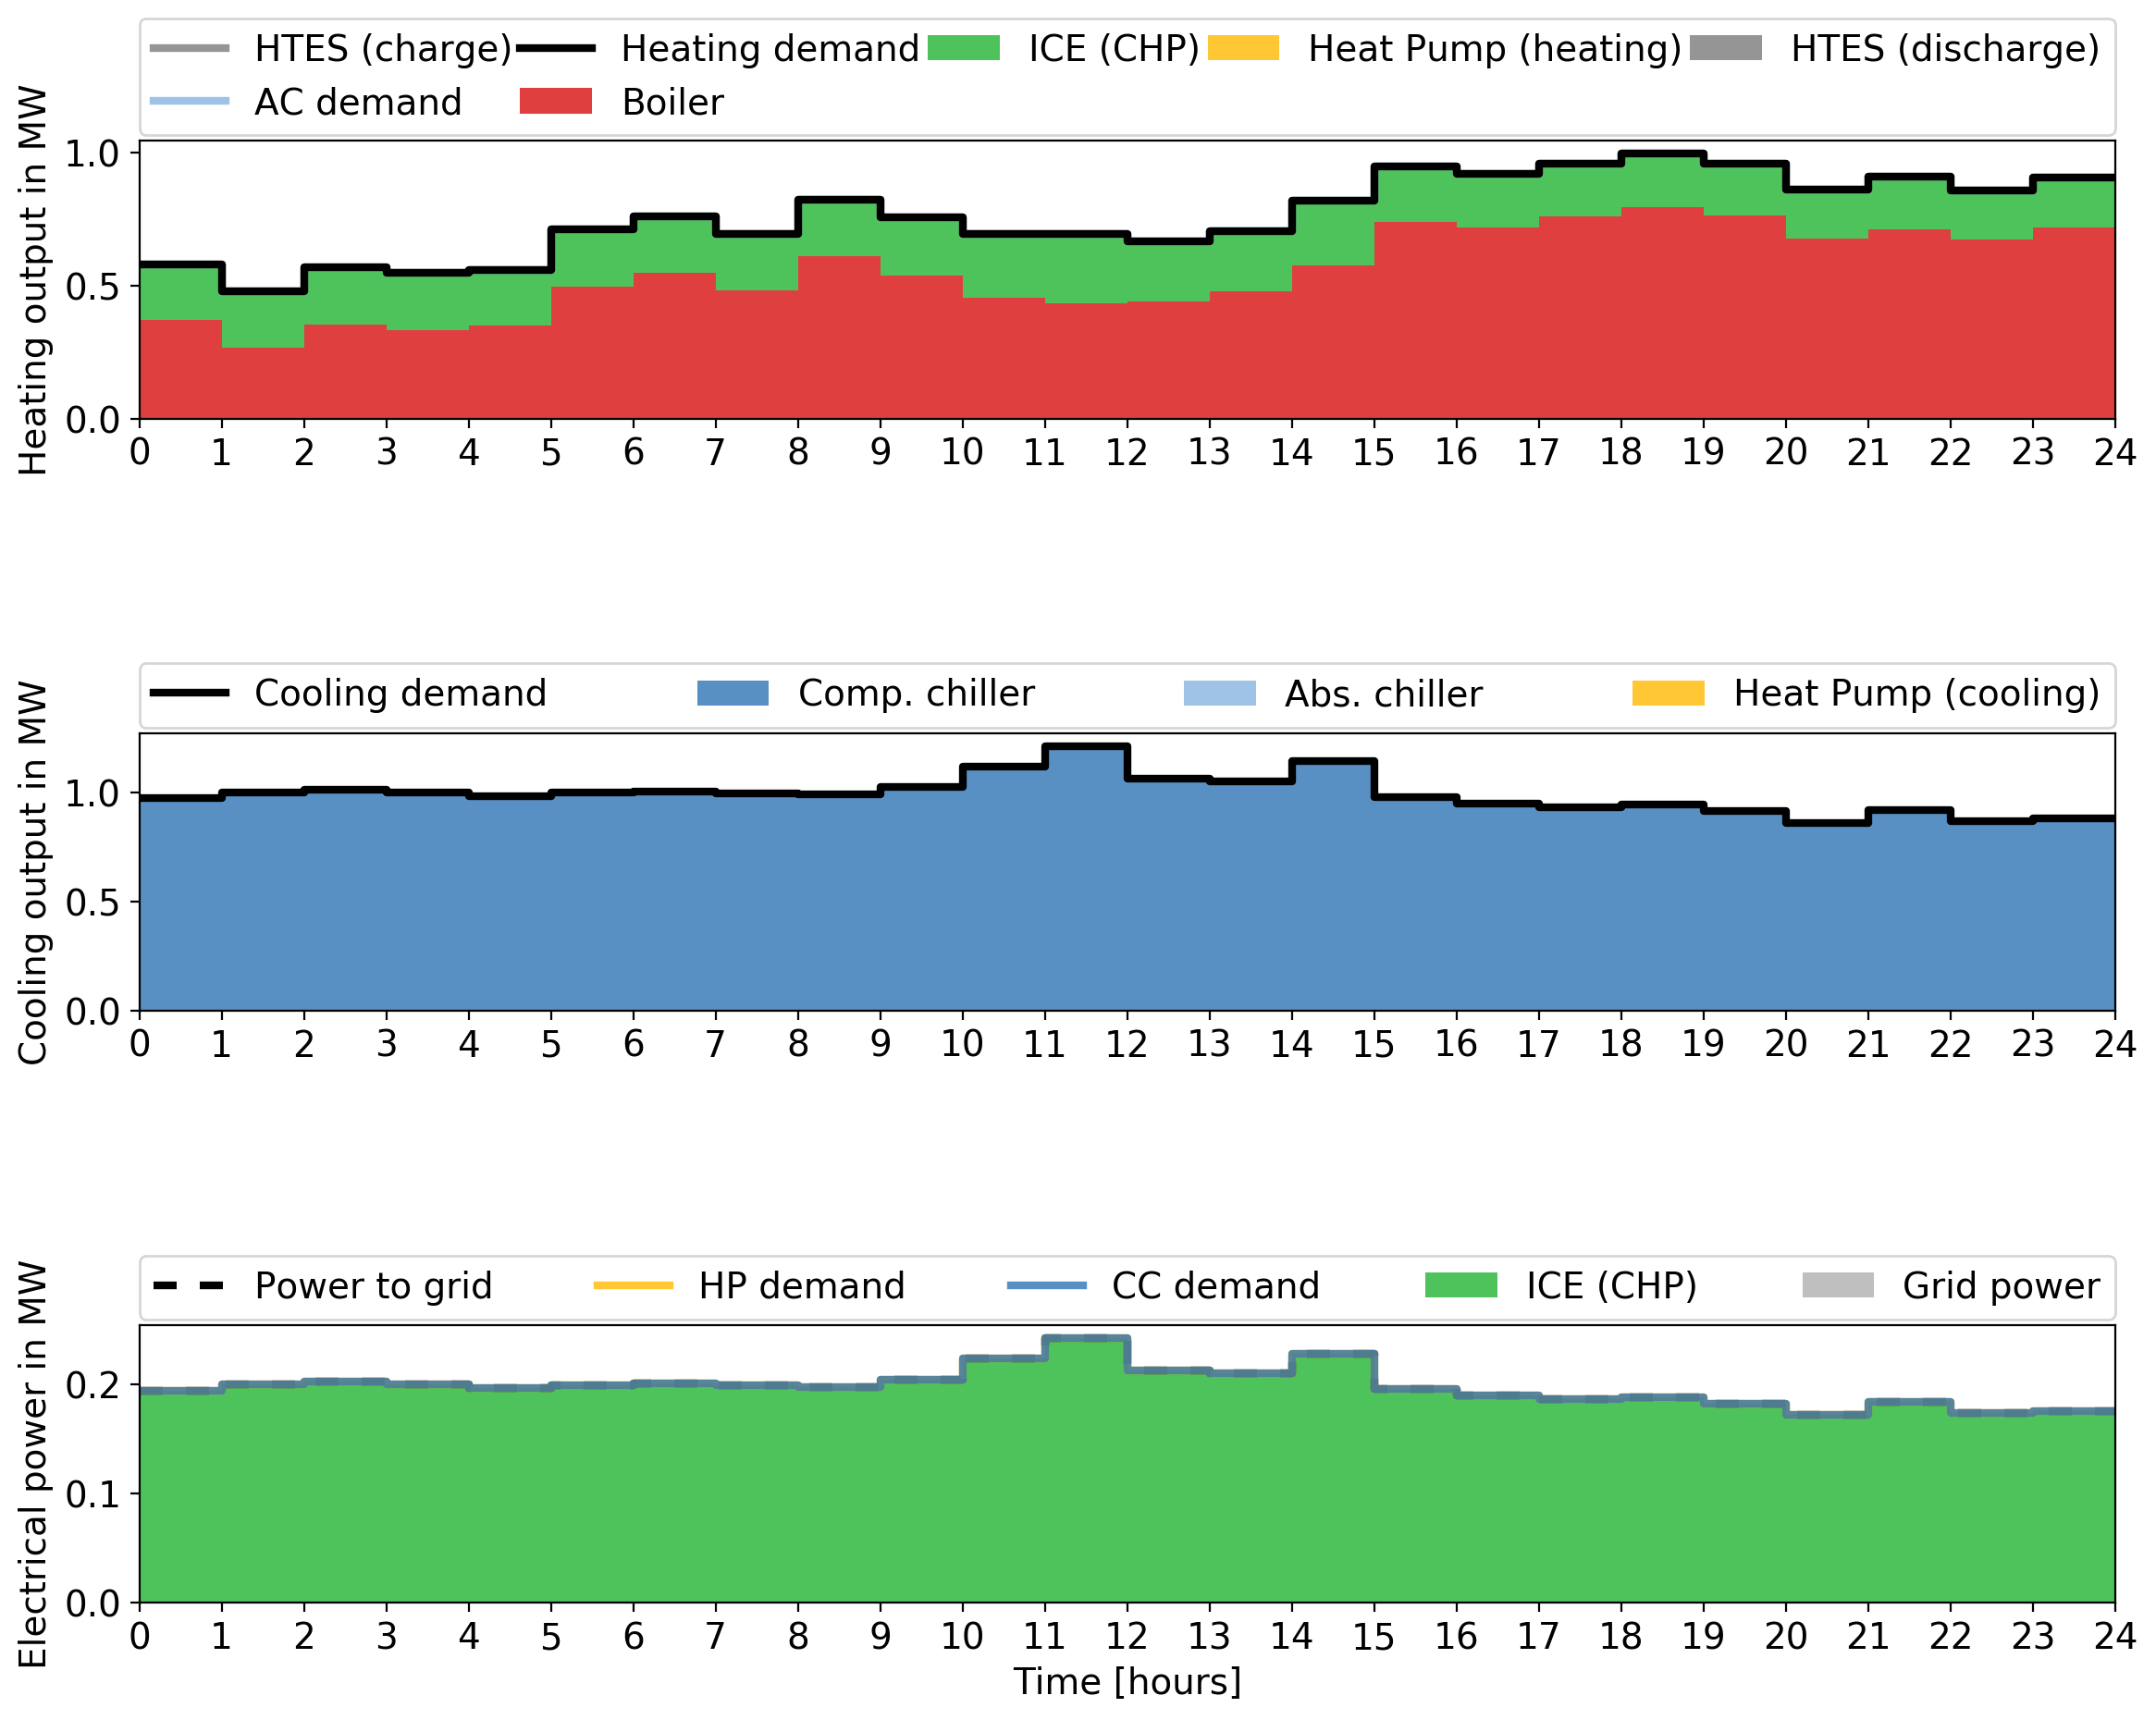 HTES (charge) Heating demand ICE (CHP) Heat Pump (heating) HTES (discharge)
AC demand Boiler
Heating output in MW
1.0
0.5
0.0
0 1 2 3 4 5 6 7 8 9 10 11 12 13 14 15 16 17 18 19 20 21 22 23 24
Cooling demand Comp. chiller Abs. chiller Heat Pump (cooling)
Cooling output in MW
1.0
0.5
0.0
0 1 2 3 4 5 6 7 8 9 10 11 12 13 14 15 16 17 18 19 20 21 22 23 24
Power to grid HP demand CC demand ICE (CHP) Grid power
Electrical power in MW
0.2
0.1
0.0
0 1 2 3 4 5 6 7 8 9 10 11 12 13 14 15 16 17 18 19 20 21 22 23 24
Time [hours]